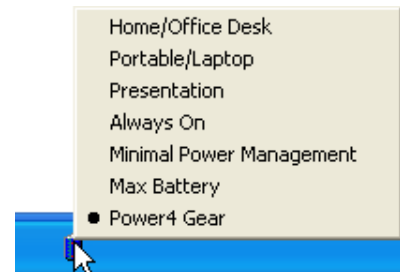 Home/Office Desk
Portable/Laptop
Presentation
Always On
Minimal Power Management
Max Battery
Power4 Gear